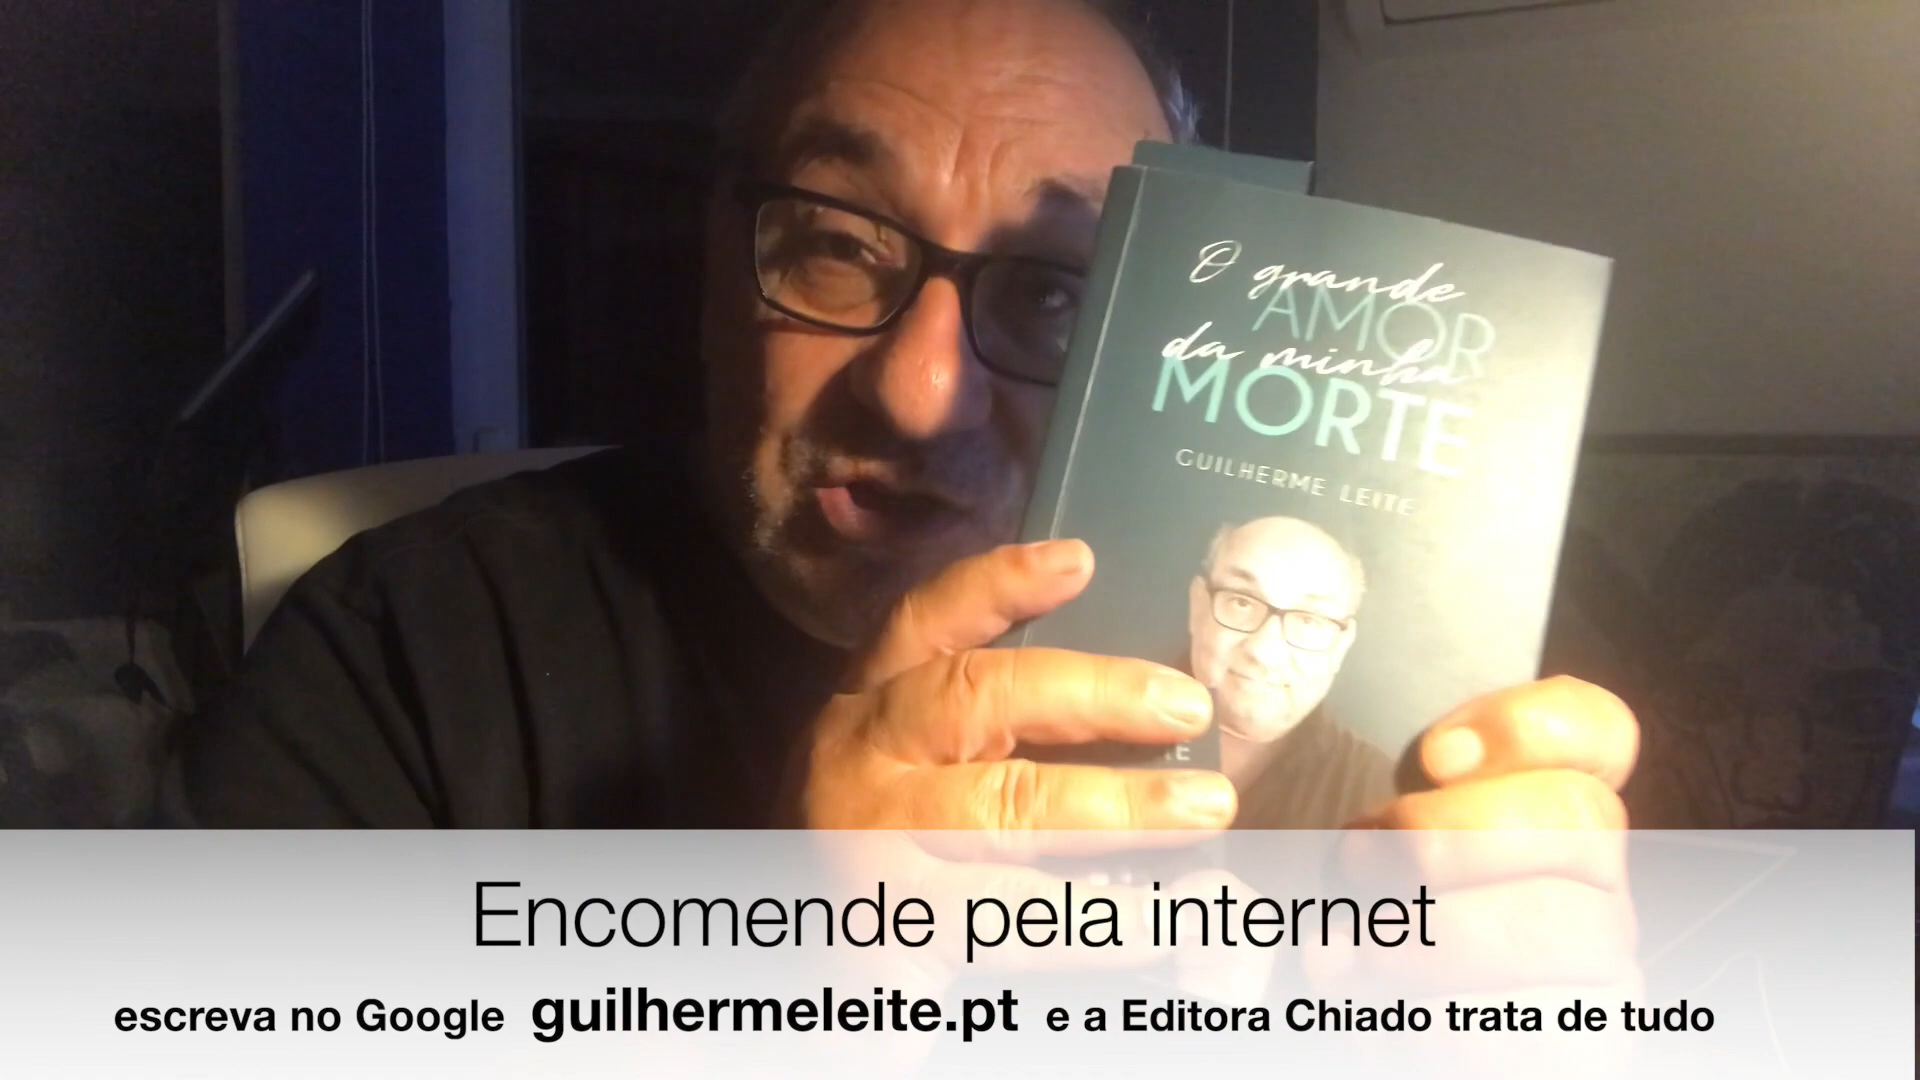 O grande
AMOR
da minha
MORTE
GUILHERME LEITE
Encomende pela internet
escreva no Google guilhermeleite.pt e a Editora Chiado trata de tudo